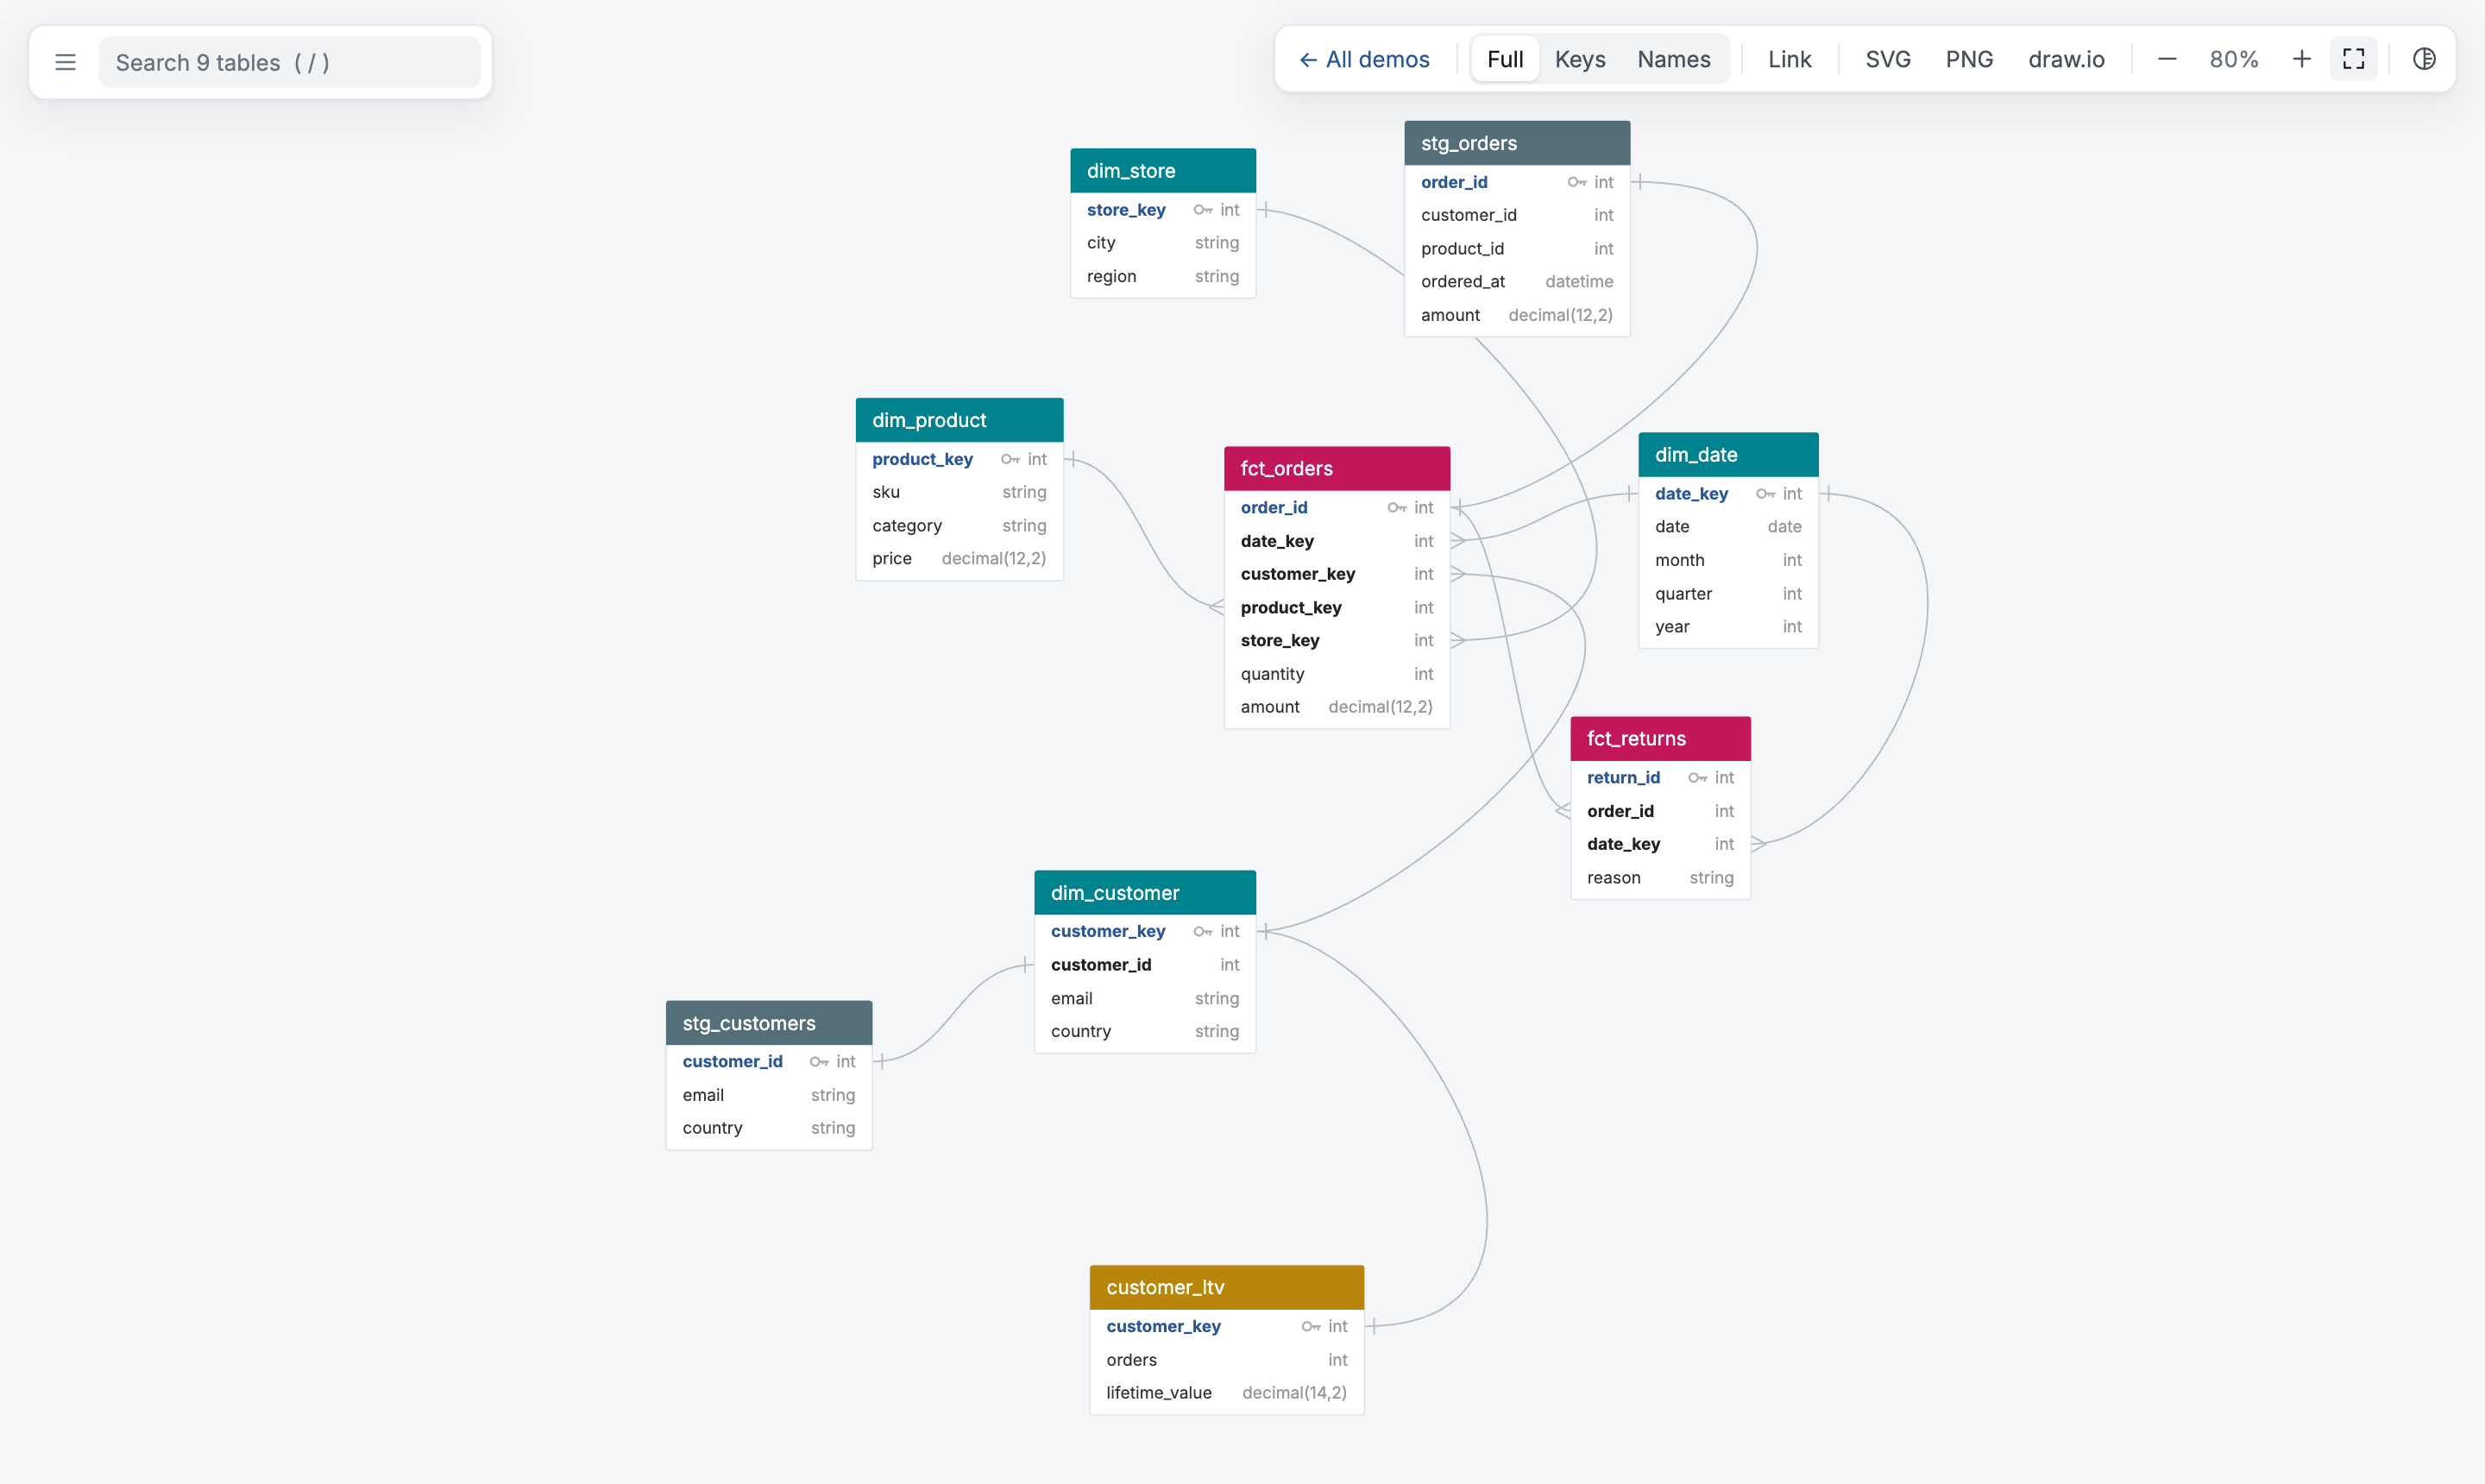 Search 9 tables ( / )
← All demos Full Keys Names Link SVG PNG draw.io − 80% +
stg_orders
order_id int
customer_id int
product_id int
ordered_at datetime
amount decimal(12,2)
dim_store
store_key int
city string
region string
dim_product
product_key int
sku string
category string
price decimal(12,2)
fct_orders
order_id int
date_key int
customer_key int
product_key int
store_key int
quantity int
amount decimal(12,2)
dim_date
date_key int
date date
month int
quarter int
year int
fct_returns
return_id int
order_id int
date_key int
reason string
dim_customer
customer_key int
customer_id int
email string
country string
stg_customers
customer_id int
email string
country string
customer_ltv
customer_key int
orders int
lifetime_value decimal(14,2)